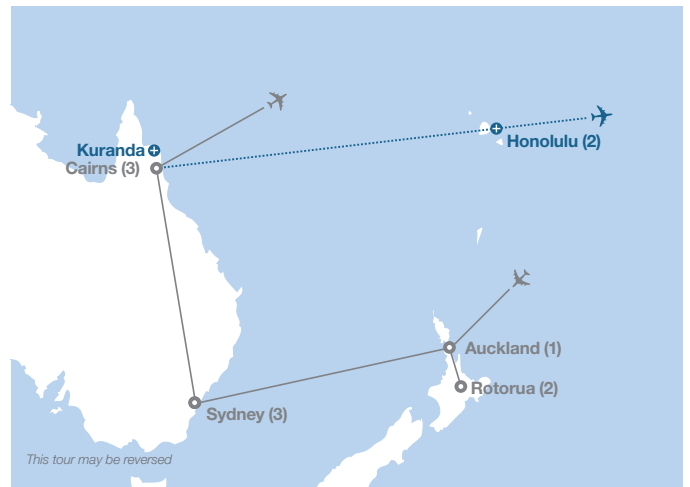 Kuranda
Cairns (3)
Honolulu (2)
Auckland (1)
Rotorua (2)
Sydney (3)
This tour may be reversed